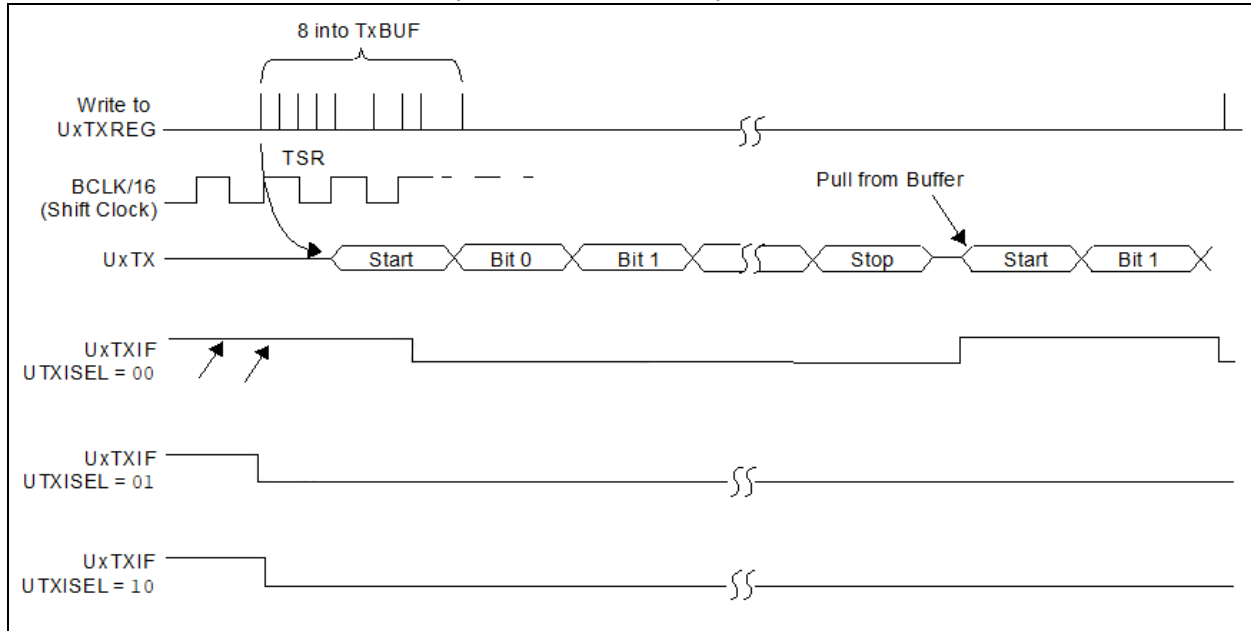 8 into TxBUF
Write to
UxTXREG
TSR
BCLK/16
(Shift Clock)
Pull from Buffer
UxTX
Start
Bit 0
Bit 1
Stop
Start
Bit 1
UxTXIF
UTXISEL = 00
UxTXIF
UTXISEL = 01
UxTXIF
UTXISEL = 10